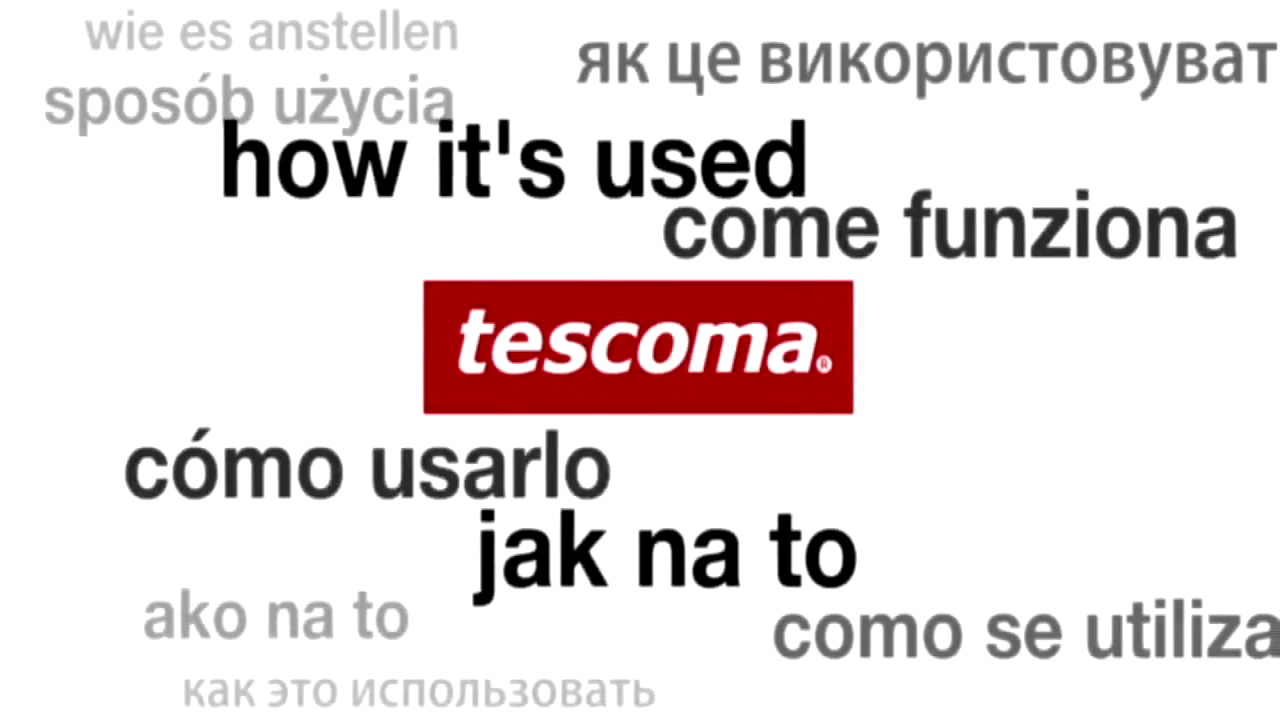 wie es anstellen
як це використовуват
sposób użycia
how it's used
come funziona
tescoma®
cómo usarlo
jak na to
ako na to
como se utiliza
как это использовать